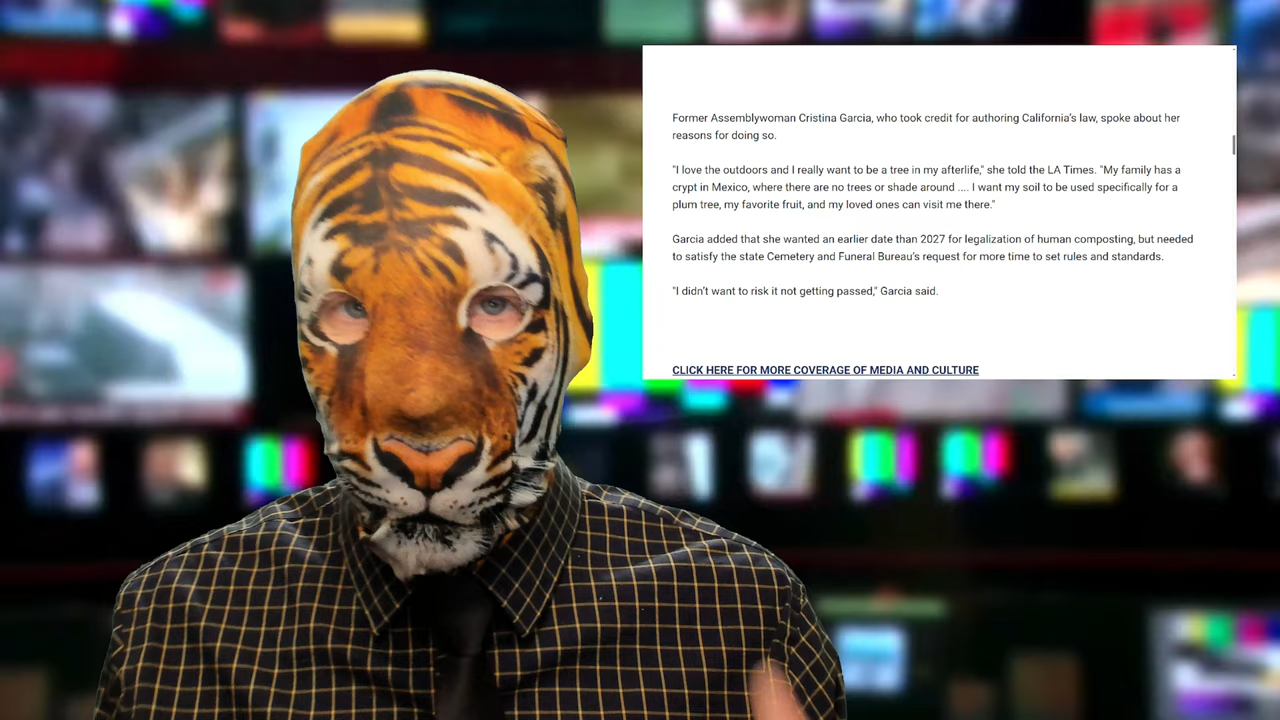 Former Assemblywoman Cristina Garcia, who took credit for authoring California's law, spoke about her
reasons for doing so.
"I love the outdoors and I really want to be a tree in my afterlife," she told the LA Times. "My family has a
crypt in Mexico, where there are no trees or shade around .... I want my soil to be used specifically for a
plum tree, my favorite fruit, and my loved ones can visit me there."
Garcia added that she wanted an earlier date than 2027 for legalization of human composting, but needed
to satisfy the state Cemetery and Funeral Bureau's request for more time to set rules and standards.
"I didn't want to risk it not getting passed," Garcia said.
CLICK HERE FOR MORE COVERAGE OF MEDIA AND CULTURE